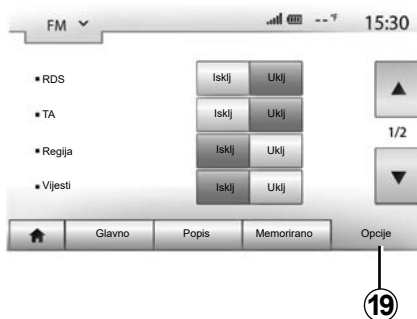 FM --°F 15:30
RDS Isklj Uklj
TA Isklj Uklj
1/2
Regija Isklj Uklj
Vijesti Isklj Uklj
Glavno Popis Memorirano Opcije
19